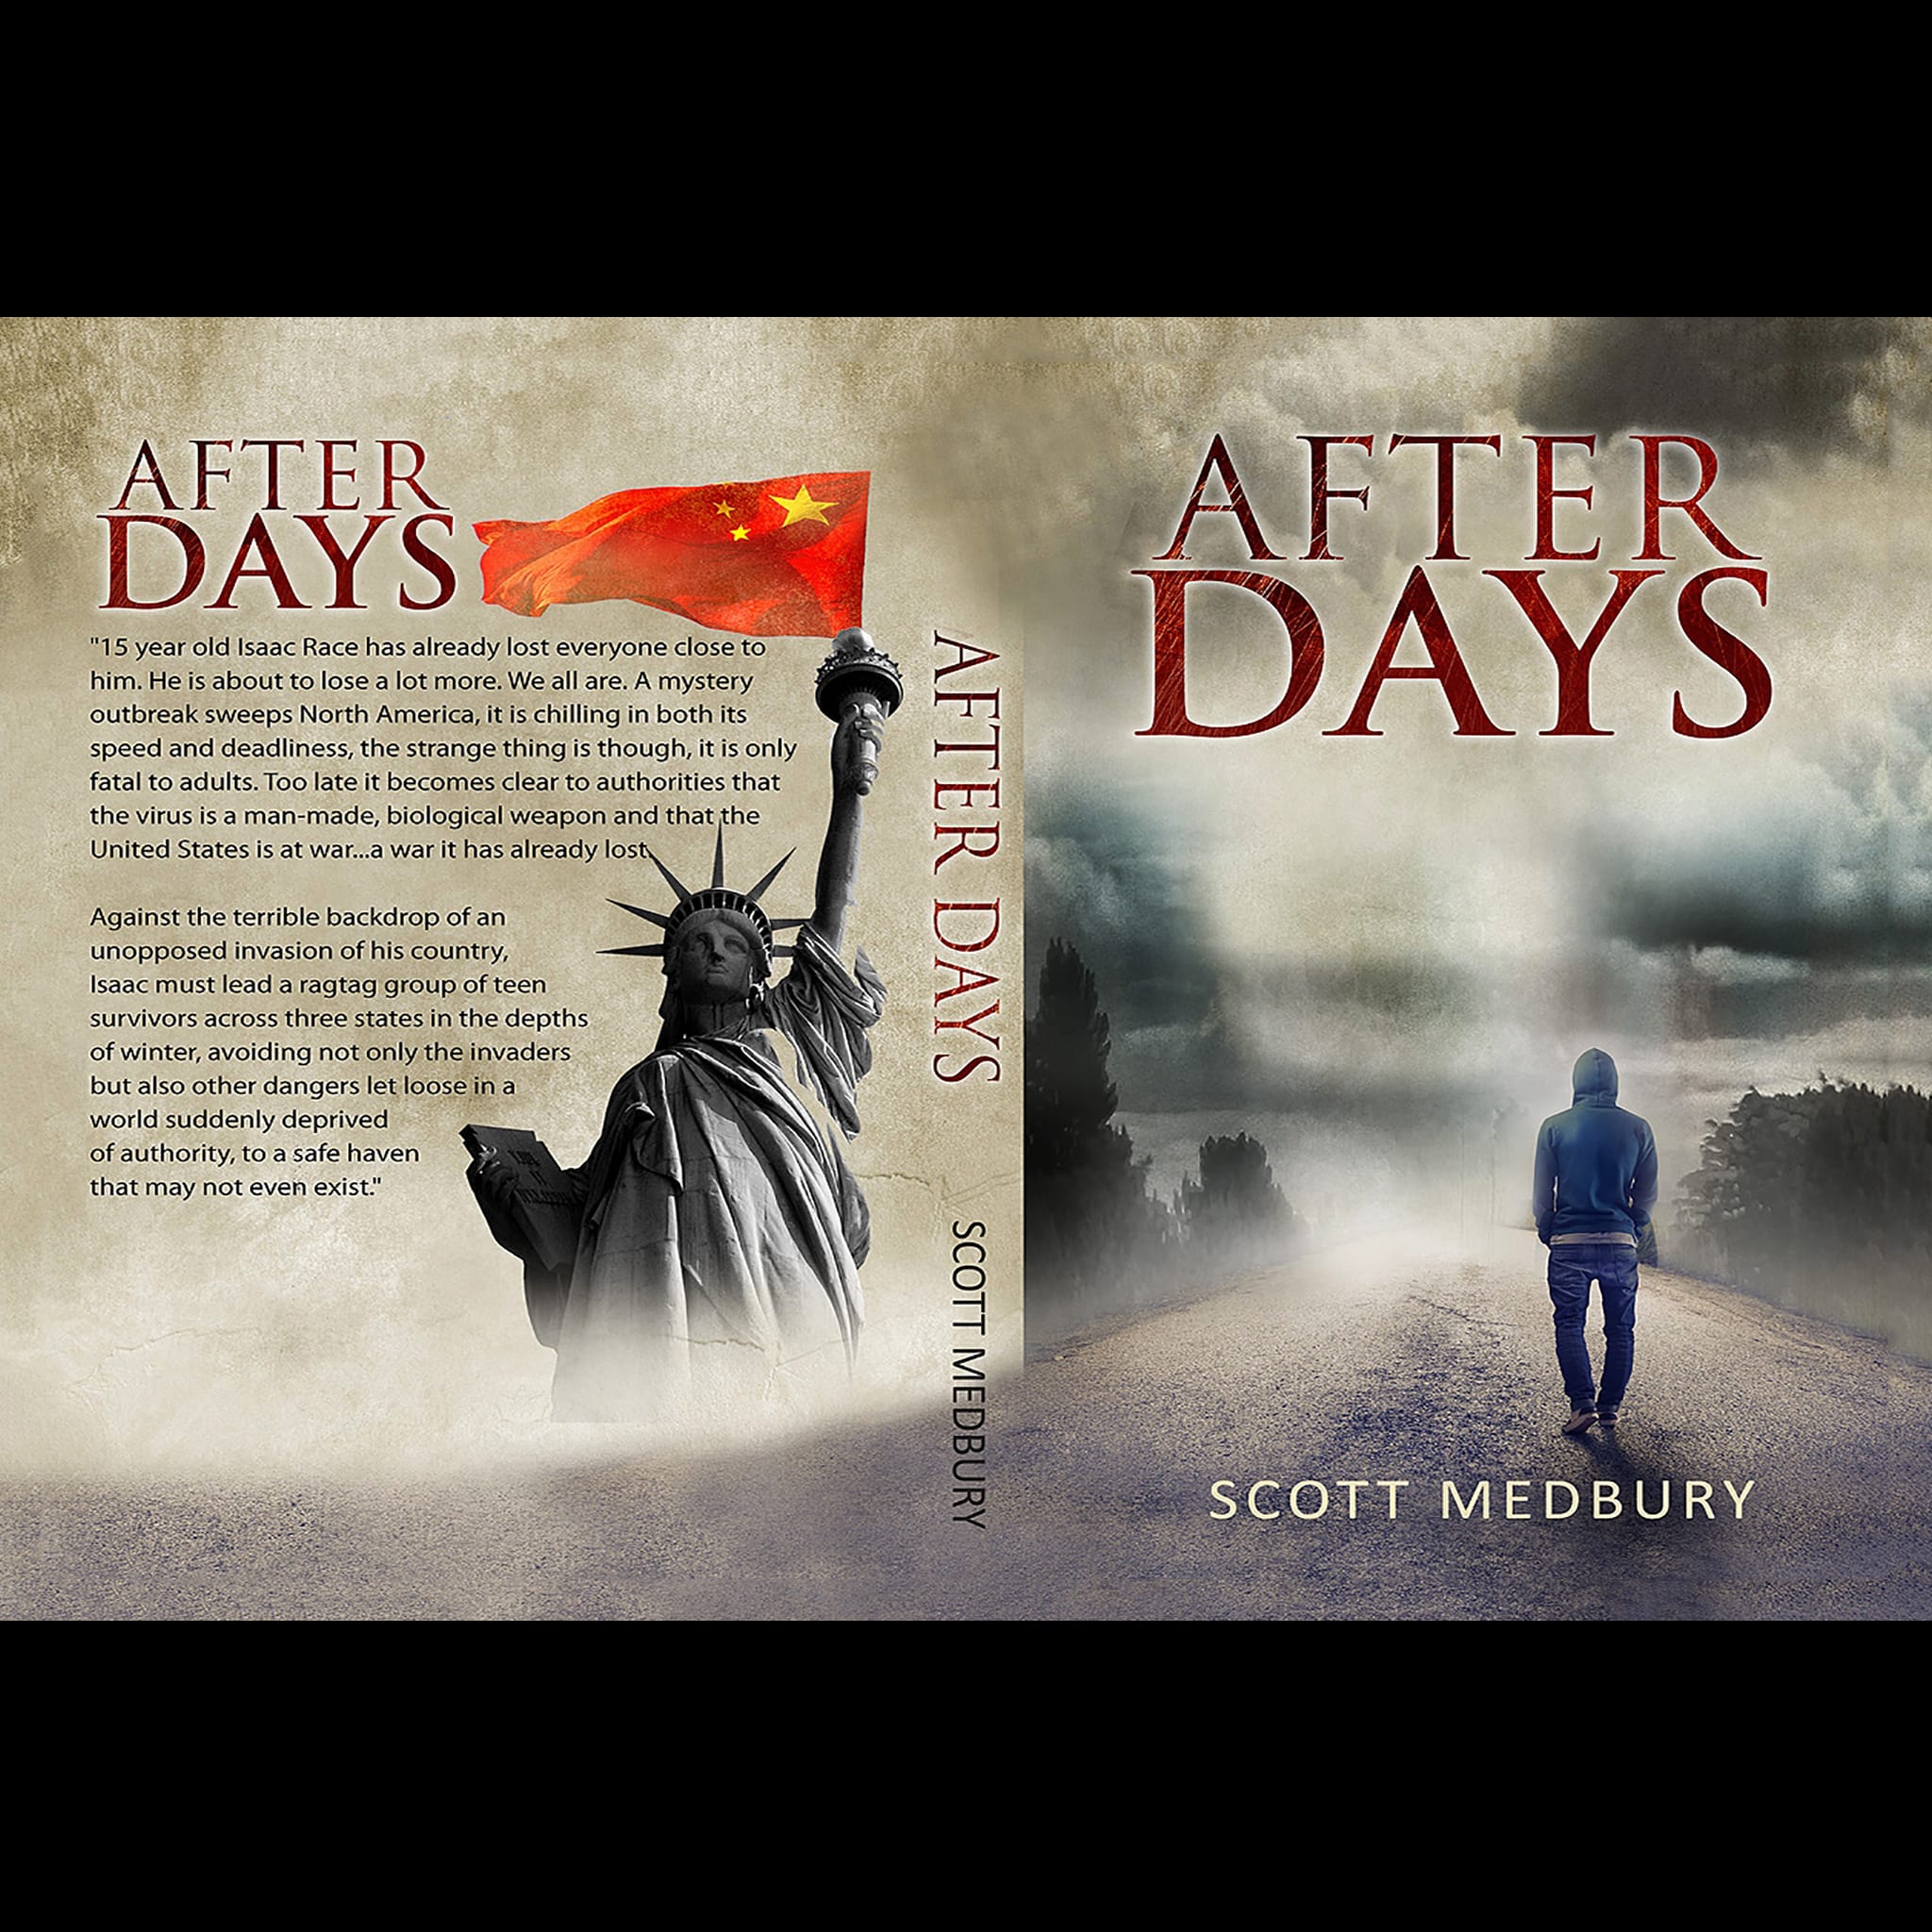 AFTER
DAYS
"15 year old Isaac Race has already lost everyone close to
him. He is about to lose a lot more. We all are. A mystery
outbreak sweeps North America, it is chilling in both its
speed and deadliness, the strange thing is though, it is only
fatal to adults. Too late it becomes clear to authorities that
the virus is a man-made, biological weapon and that the
United States is at war...a war it has already lost.
Against the terrible backdrop of an
unopposed invasion of his country,
Isaac must lead a ragtag group of teen
survivors across three states in the depths
of winter, avoiding not only the invaders
but also other dangers let loose in a
world suddenly deprived
of authority, to a safe haven
that may not even exist."
AFTER DAYS
SCOTT MEDBURY
AFTER
DAYS
SCOTT MEDBURY